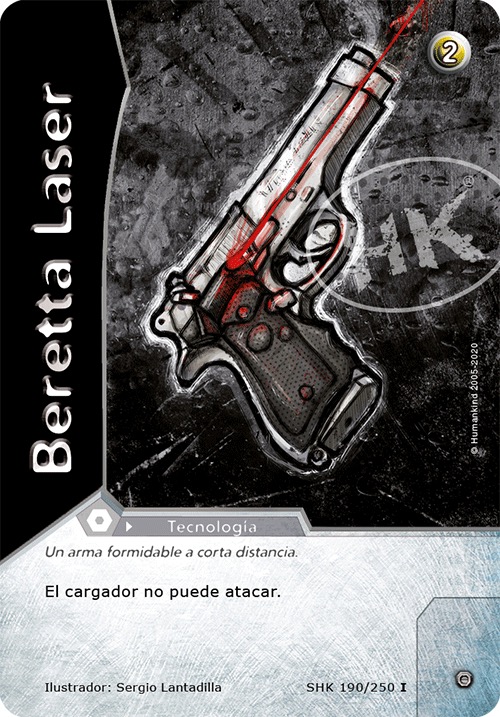 2
Beretta Laser
HK®
© Humankind 2005-2020
Tecnología
Un arma formidable a corta distancia.
El cargador no puede atacar.
Ilustrador: Sergio Lantadilla
SHK 190/250 I